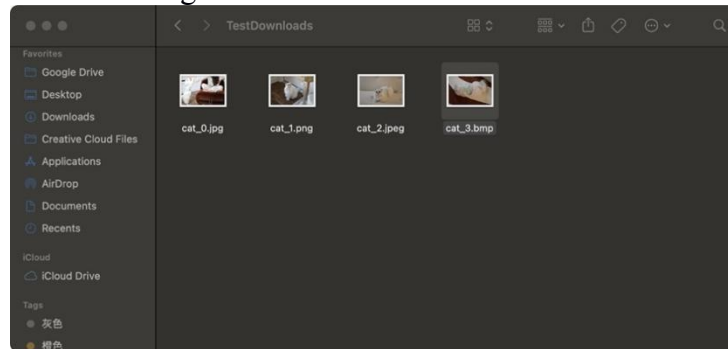 TestDownloads
Favorites
Google Drive
Desktop
Downloads
Creative Cloud Files
Applications
AirDrop
Documents
Recents
iCloud
iCloud Drive
Tags
灰色
橙色
cat_0.jpg
cat_1.png
cat_2.jpeg
cat_3.bmp